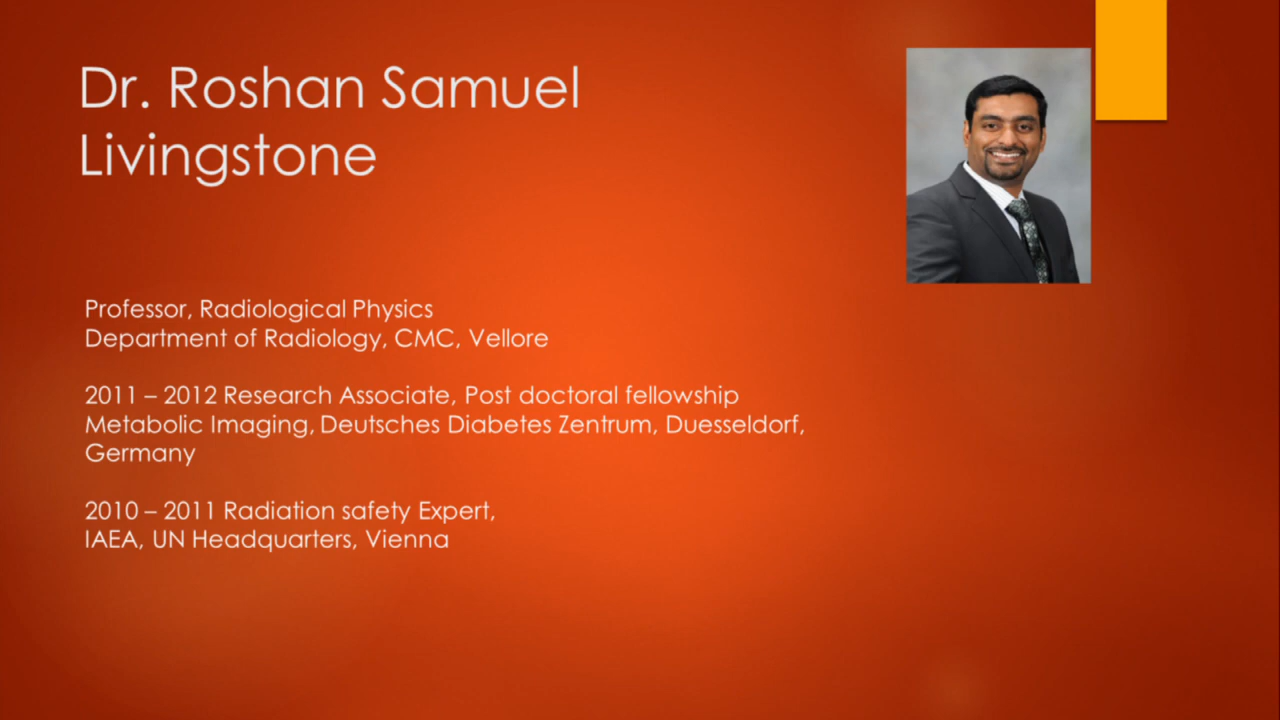 Dr. Roshan Samuel
Livingstone
Professor, Radiological Physics
Department of Radiology, CMC, Vellore
2011 – 2012 Research Associate, Post doctoral fellowship
Metabolic Imaging, Deutsches Diabetes Zentrum, Duesseldorf,
Germany
2010 – 2011 Radiation safety Expert,
IAEA, UN Headquarters, Vienna